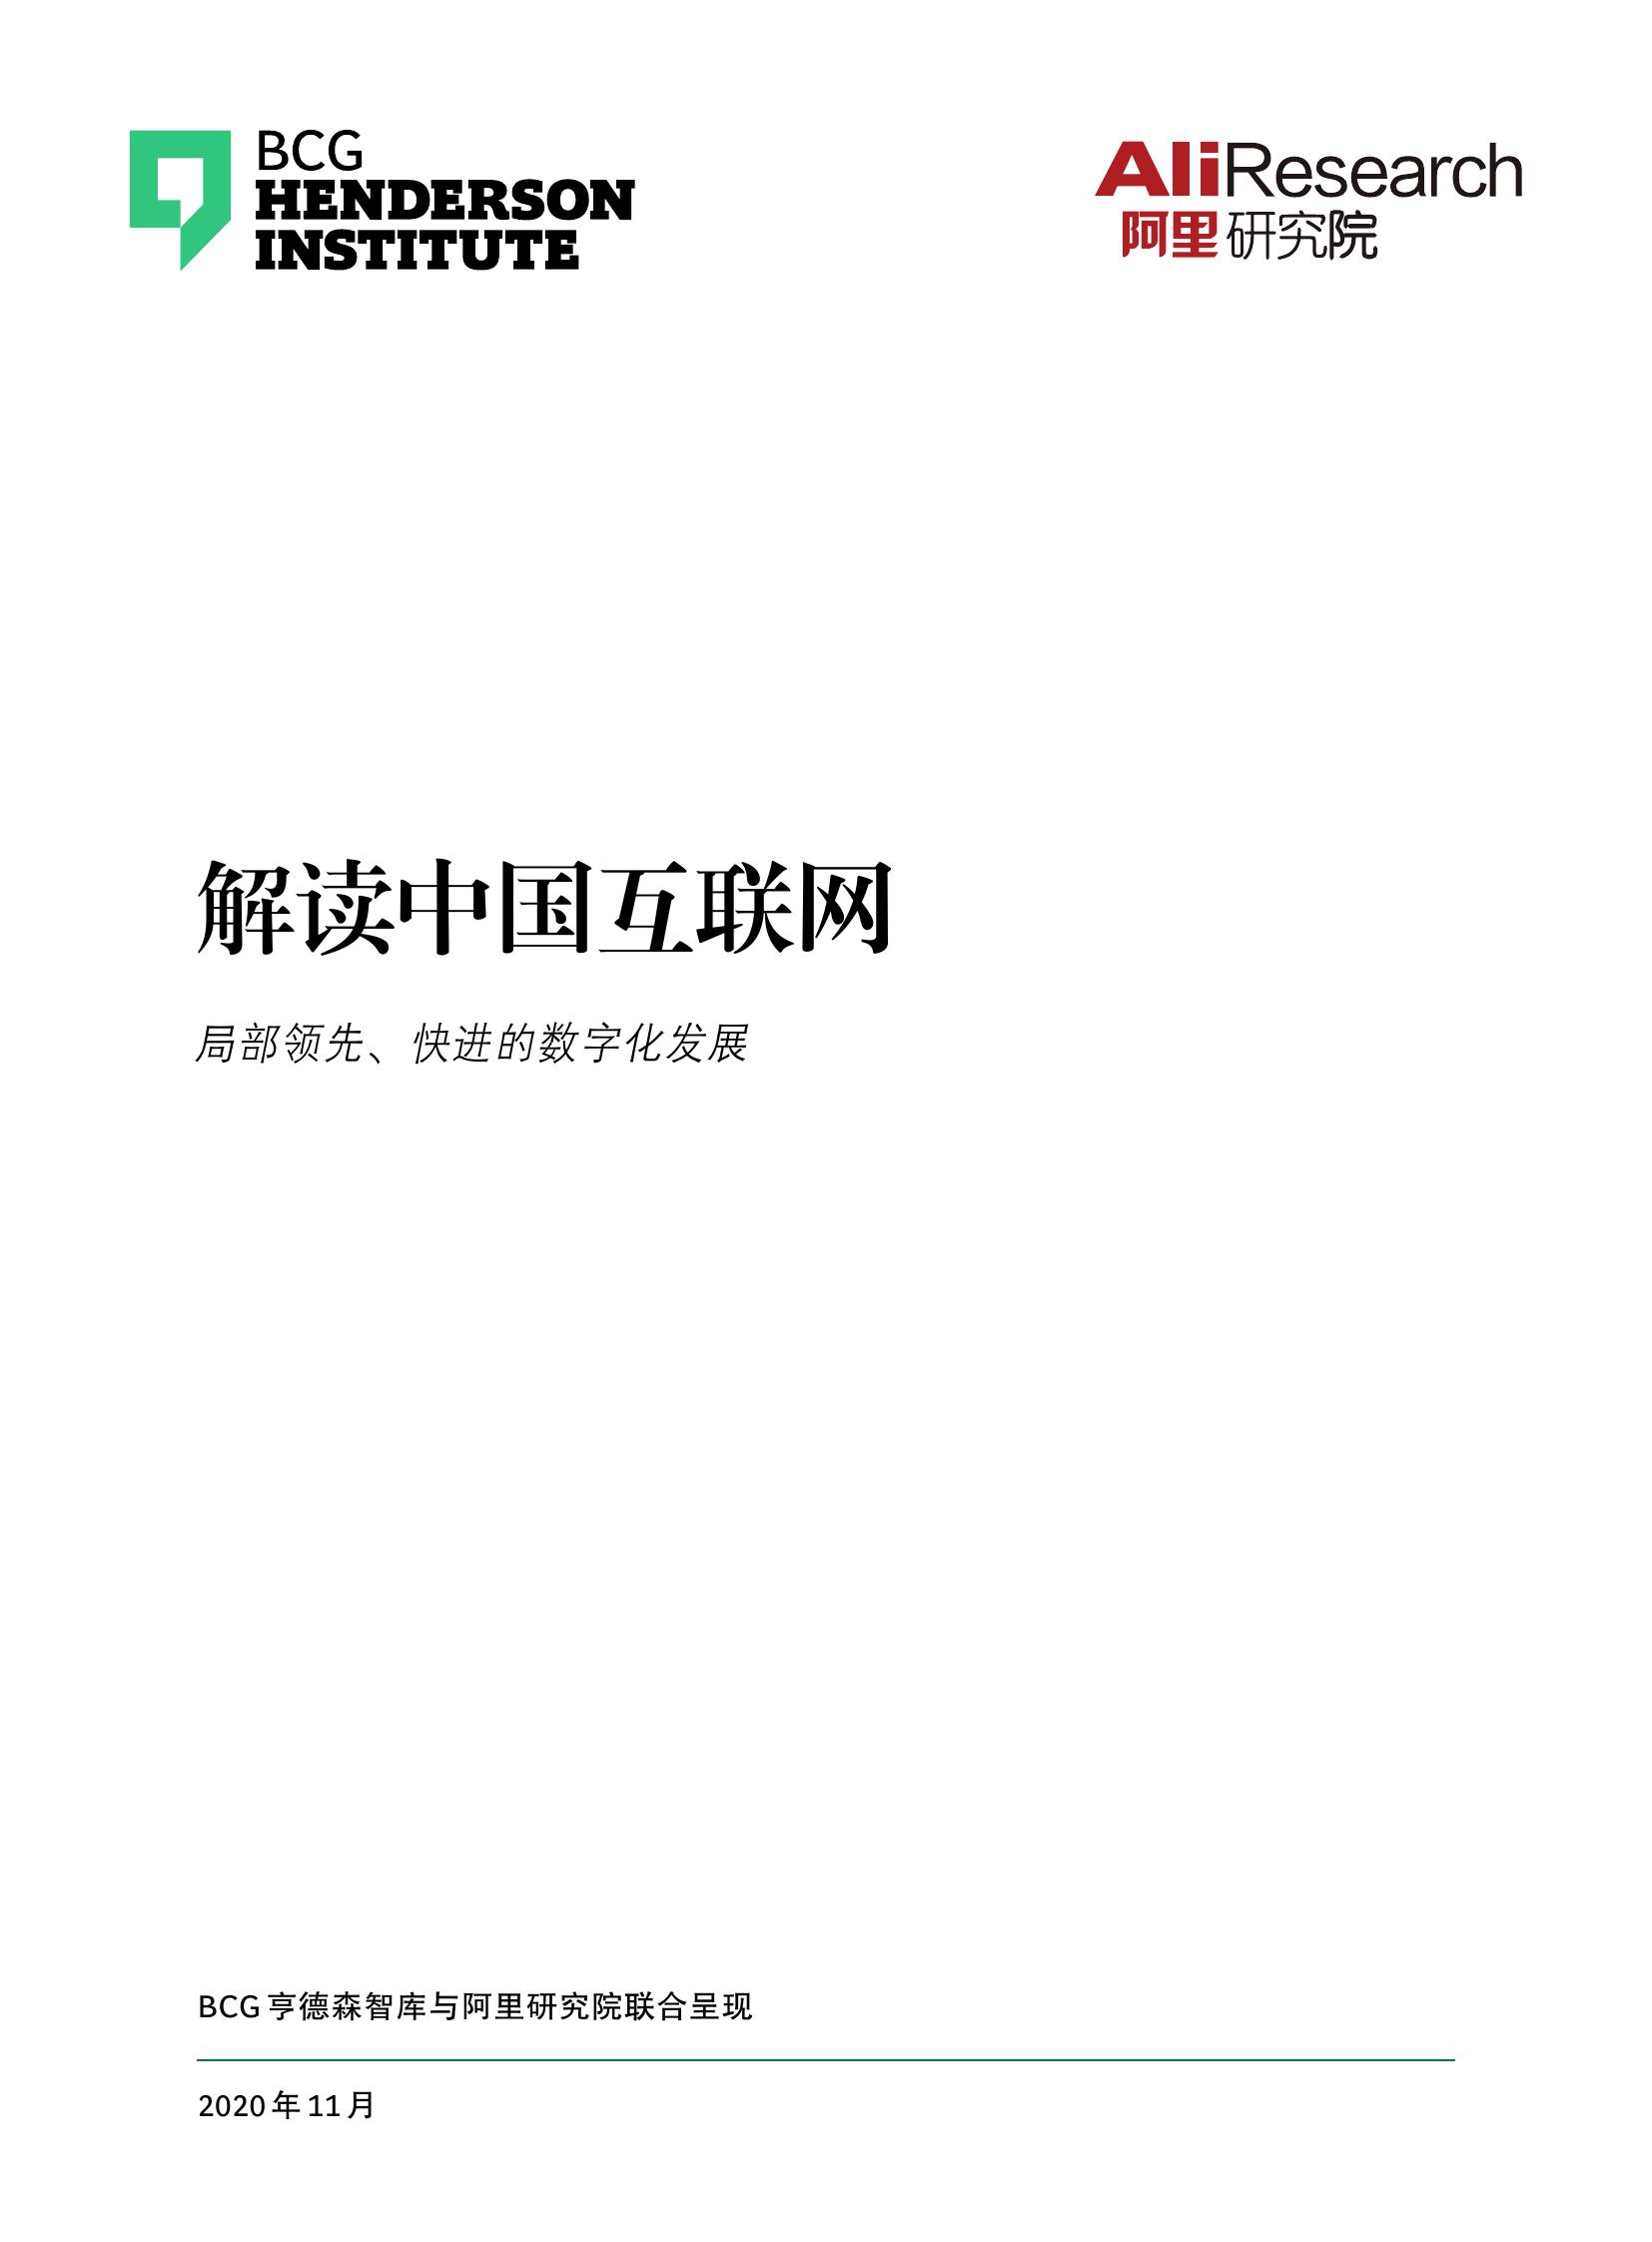 BCG
HENDERSON
INSTITUTE
AliResearch
阿里研究院
解读中国互联网
局部领先、快进的数字化发展
BCG 亨德森智库与阿里研究院联合呈现
2020 年 11 月